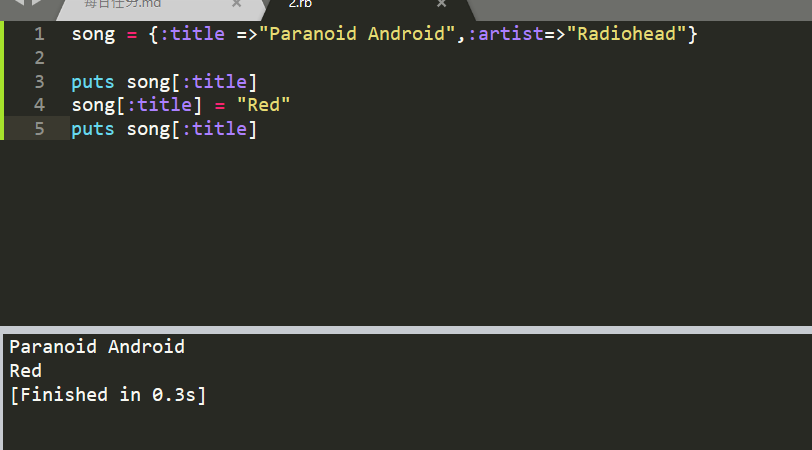 每日任务.md
2.rb
1 song = {:title =>"Paranoid Android",:artist=>"Radiohead"}
2
3 puts song[:title]
4 song[:title] = "Red"
5 puts song[:title]
Paranoid Android
Red
[Finished in 0.3s]